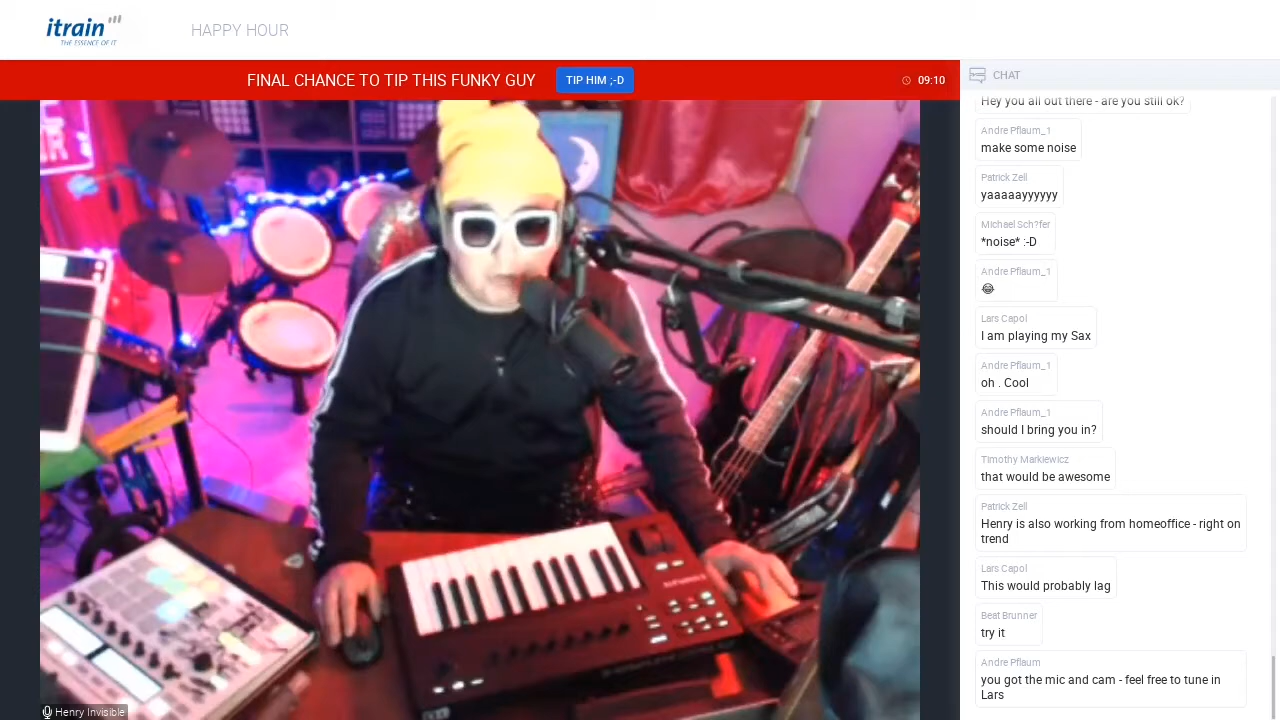 itrain
THE ESSENCE OF IT
HAPPY HOUR
FINAL CHANCE TO TIP THIS FUNKY GUY
TIP HIM ;-D
09:10
CHAT
Hey you all out there - are you still ok?
Andre Pflaum_1
make some noise
Patrick Zell
yaaaaayyyyyy
Michael Sch?fer
*noise* :-D
Andre Pflaum_1
😂
Lars Capol
I am playing my Sax
Andre Pflaum_1
oh . Cool
Andre Pflaum_1
should I bring you in?
Timothy Markiewicz
that would be awesome
Patrick Zell
Henry is also working from homeoffice - right on
trend
Lars Capol
This would probably lag
Beat Brunner
try it
Andre Pflaum
you got the mic and cam - feel free to tune in
Lars
Henry Invisible